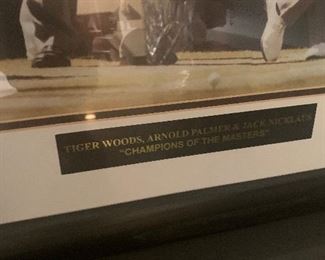 TIGER WOODS, ARNOLD PALMER & JACK NICKLAUS
"CHAMPIONS OF THE MASTERS"